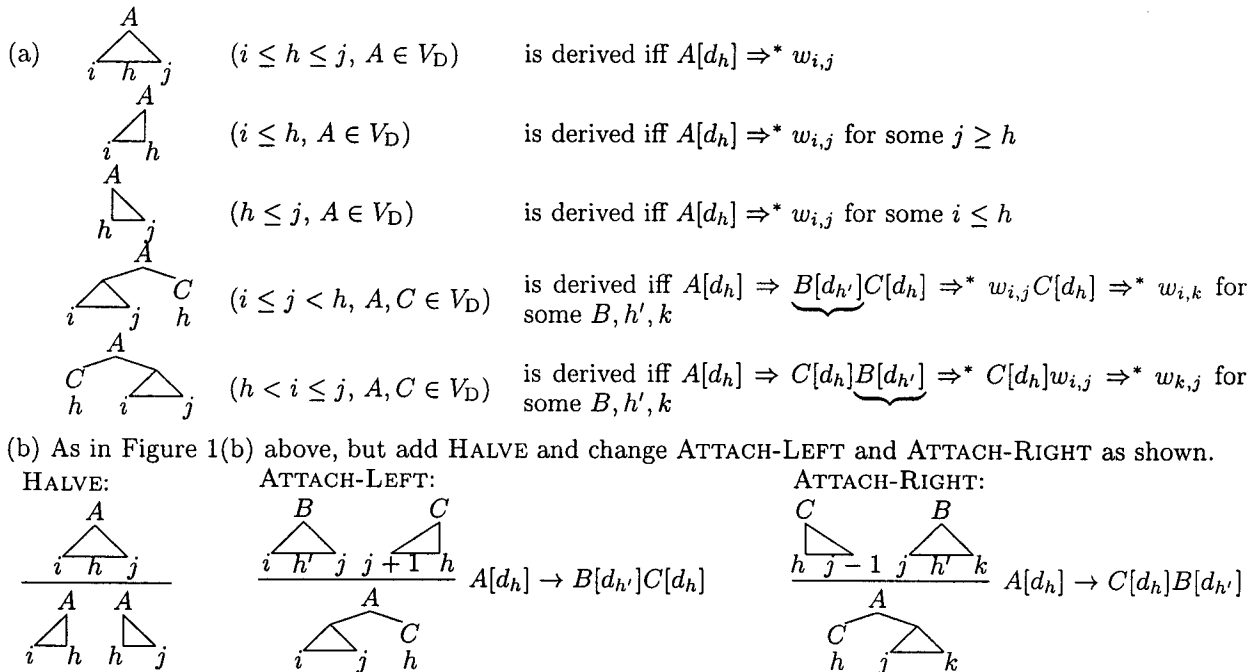 (a) A i h j (i ≤ h ≤ j, A ∈ V_D) is derived iff A[d_h] ⇒* w_{i,j}
A i h (i ≤ h, A ∈ V_D) is derived iff A[d_h] ⇒* w_{i,j} for some j ≥ h
A h j (h ≤ j, A ∈ V_D) is derived iff A[d_h] ⇒* w_{i,j} for some i ≤ h
A C i j h (i ≤ j < h, A, C ∈ V_D) is derived iff A[d_h] ⇒ B[d_{h'}]C[d_h] ⇒* w_{i,j}C[d_h] ⇒* w_{i,k} for
some B, h', k
A C h i j (h < i ≤ j, A, C ∈ V_D) is derived iff A[d_h] ⇒ C[d_h]B[d_{h'}] ⇒* C[d_h]w_{i,j} ⇒* w_{k,j} for
some B, h', k
(b) As in Figure 1(b) above, but add HALVE and change ATTACH-LEFT and ATTACH-RIGHT as shown.
HALVE: ATTACH-LEFT: ATTACH-RIGHT:
A B C C B
i h j i h' j j + 1 h h j − 1 j h' k
A[d_h] → B[d_{h'}]C[d_h] A[d_h] → C[d_h]B[d_{h'}]
A A A A
C C
i h h j i j h h j k